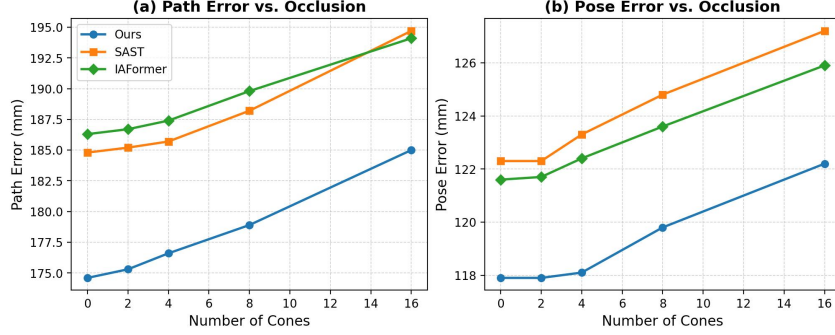 (a) Path Error vs. Occlusion
Ours
SAST
IAFormer
195.0
192.5
190.0
187.5
185.0
182.5
180.0
177.5
175.0
Path Error (mm)
0 2 4 6 8 10 12 14 16
Number of Cones
(b) Pose Error vs. Occlusion
126
124
122
120
118
Pose Error (mm)
0 2 4 6 8 10 12 14 16
Number of Cones